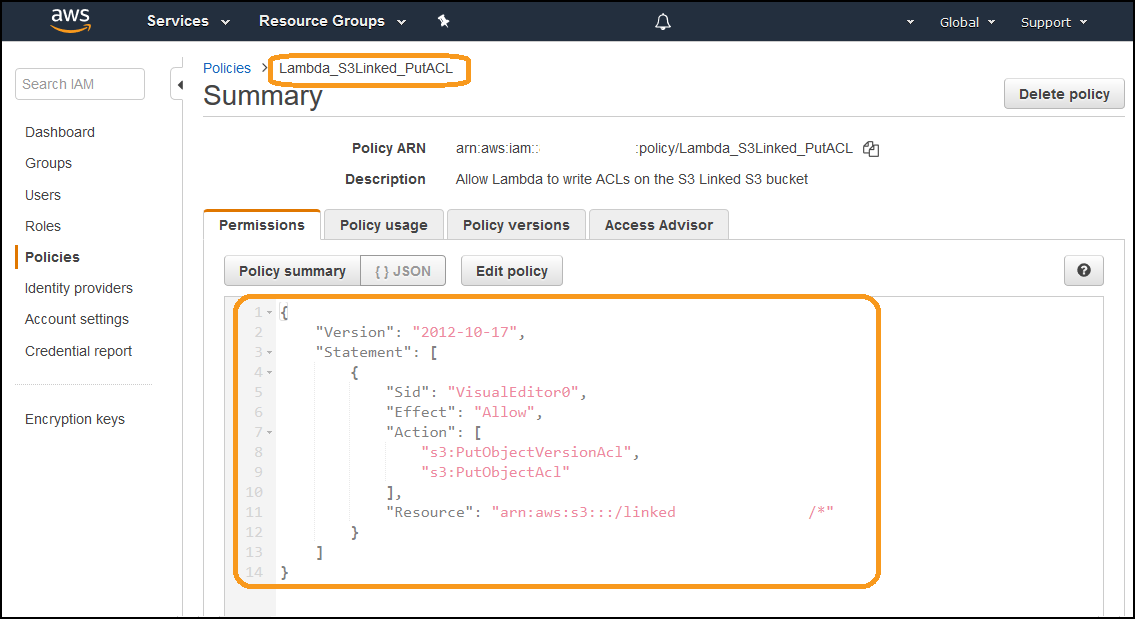 aws Services Resource Groups Global Support
Search IAM
Dashboard
Groups
Users
Roles
Policies
Identity providers
Account settings
Credential report
Encryption keys
Policies > Lambda_S3Linked_PutACL
Summary
Delete policy
Policy ARN arn:aws:iam:: :policy/Lambda_S3Linked_PutACL
Description Allow Lambda to write ACLs on the S3 Linked S3 bucket
Permissions Policy usage Policy versions Access Advisor
Policy summary { } JSON Edit policy ?
1 {
2 "Version": "2012-10-17",
3 "Statement": [
4 {
5 "Sid": "VisualEditor0",
6 "Effect": "Allow",
7 "Action": [
8 "s3:PutObjectVersionAcl",
9 "s3:PutObjectAcl"
10 ],
11 "Resource": "arn:aws:s3:::/linked /*"
12 }
13 ]
14 }